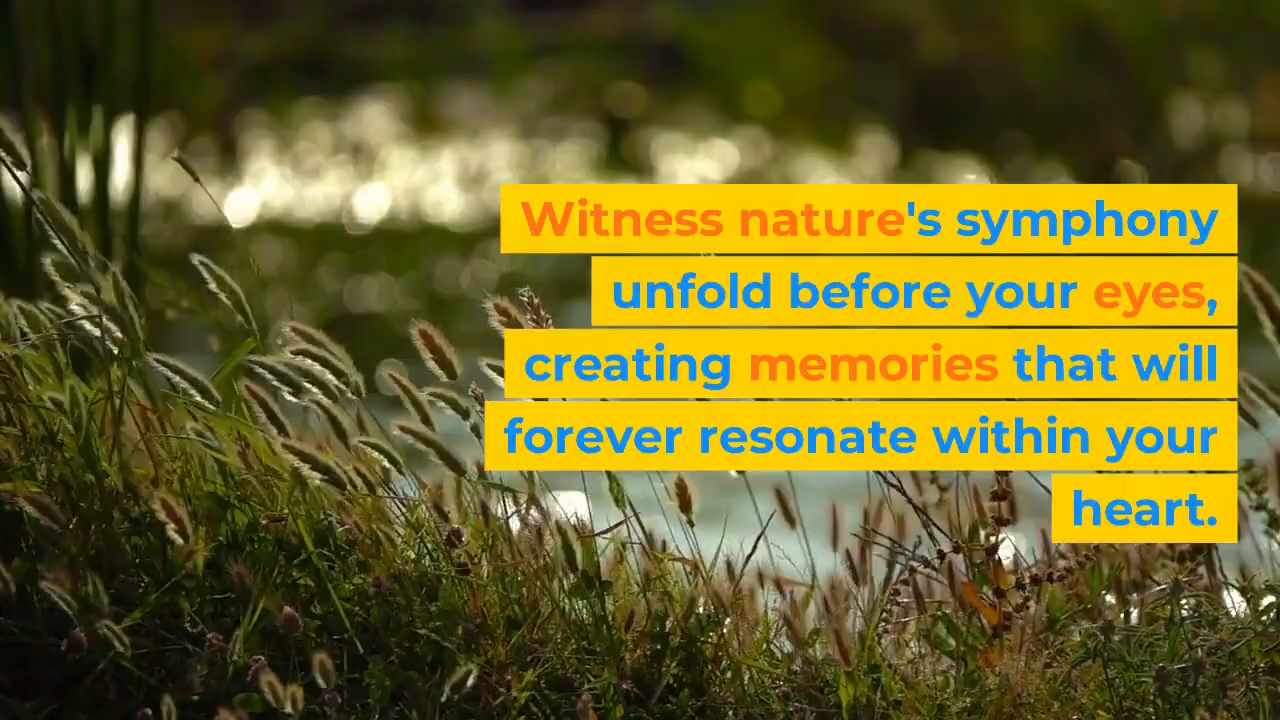 Witness nature's symphony
unfold before your eyes,
creating memories that will
forever resonate within your
heart.